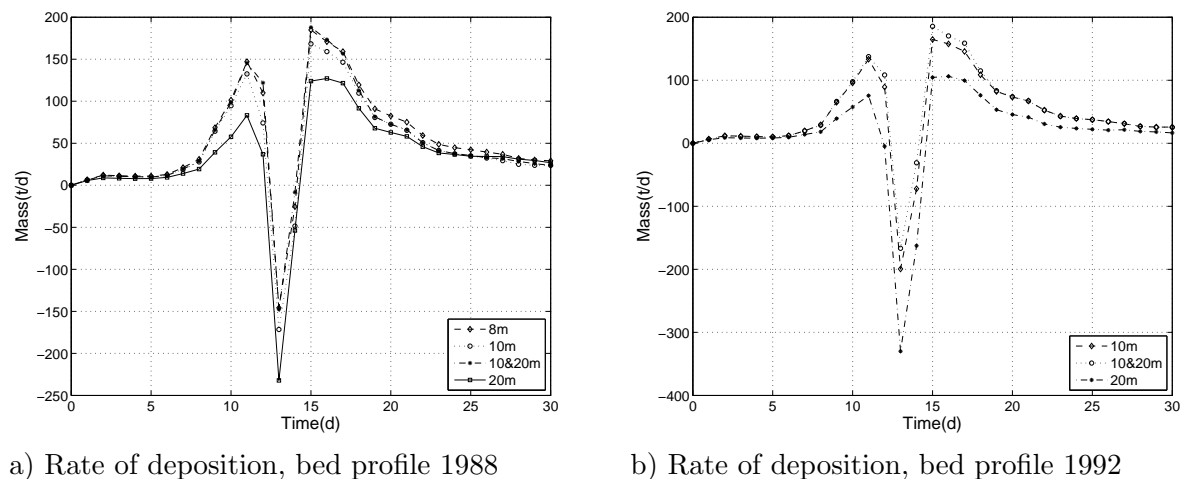 200
150
100
50
0
−50
−100
−150
−200
−250
Mass(t/d)
0 5 10 15 20 25 30
Time(d)
8m
10m
10&20m
20m
a) Rate of deposition, bed profile 1988
200
100
0
−100
−200
−300
−400
Mass(t/d)
0 5 10 15 20 25 30
Time(d)
10m
10&20m
20m
b) Rate of deposition, bed profile 1992